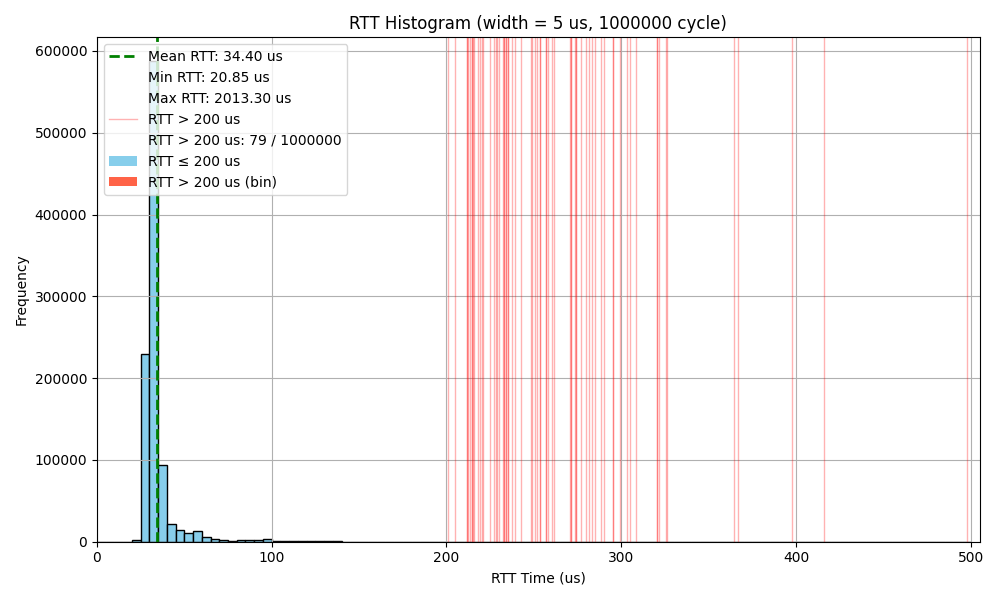 RTT Histogram (width = 5 us, 1000000 cycle)
Mean RTT: 34.40 us
Min RTT: 20.85 us
Max RTT: 2013.30 us
RTT > 200 us
RTT > 200 us: 79 / 1000000
RTT ≤ 200 us
RTT > 200 us (bin)
Frequency
600000
500000
400000
300000
200000
100000
0
0 100 200 300 400 500
RTT Time (us)